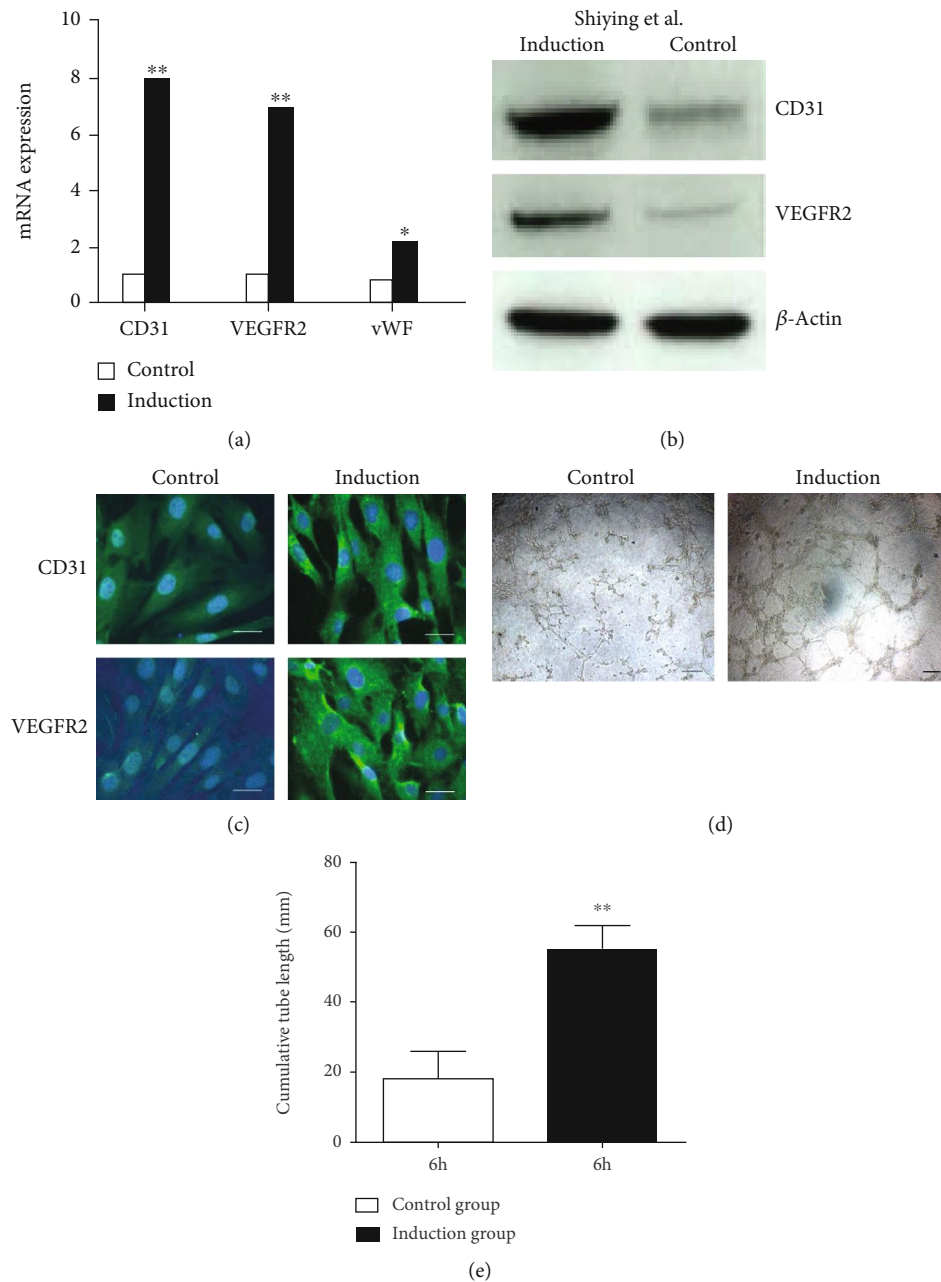 10
8
6
4
2
0
mRNA expression
**
**
*
CD31 VEGFR2 vWF
Control
Induction
(a)
Shiying et al.
Induction Control
CD31
VEGFR2
β-Actin
(b)
Control Induction
CD31
VEGFR2
(c)
Control Induction
(d)
80
60
40
20
0
Cumulative tube length (mm)
**
6h 6h
Control group
Induction group
(e)